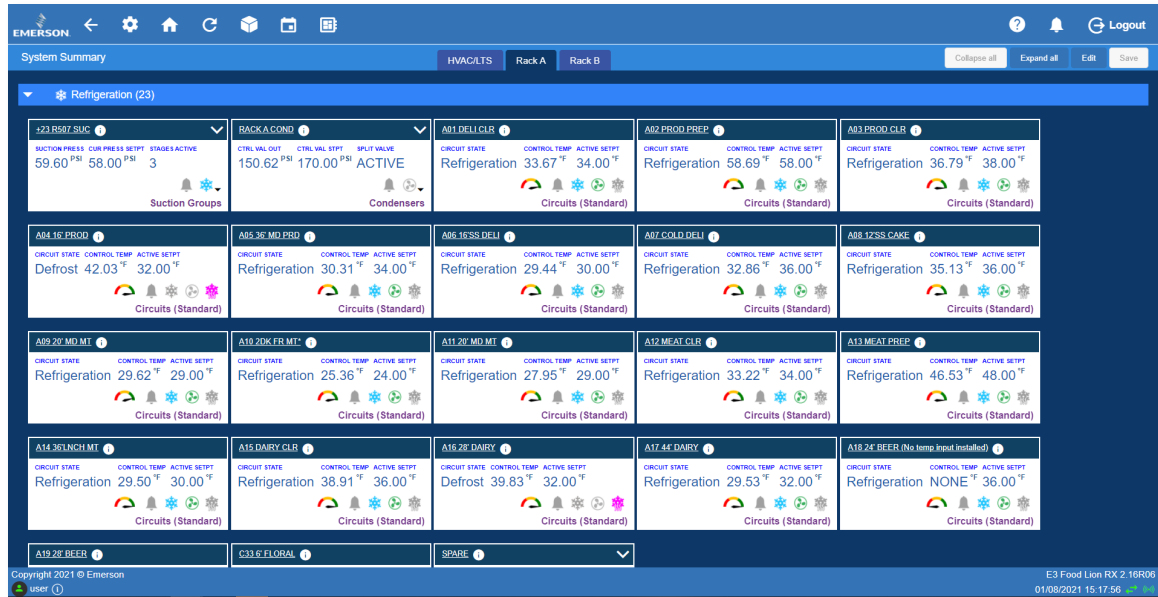 EMERSON
? Logout
System Summary HVAC/LTS Rack A Rack B Collapse all Expand all Edit Save
Refrigeration (23)
+23 R507 SUC
SUCTION PRESS CUR PRESS SETPT STAGES ACTIVE
59.60 PSI 58.00 PSI 3
Suction Groups
RACK A COND
CTRL VAL OUT CTRL VAL STPT SPLIT VALVE
150.62 PSI 170.00 PSI ACTIVE
Condensers
A01 DELI CLR
CIRCUIT STATE CONTROL TEMP ACTIVE SETPT
Refrigeration 33.67 °F 34.00 °F
Circuits (Standard)
A02 PROD PREP
CIRCUIT STATE CONTROL TEMP ACTIVE SETPT
Refrigeration 58.69 °F 58.00 °F
Circuits (Standard)
A03 PROD CLR
CIRCUIT STATE CONTROL TEMP ACTIVE SETPT
Refrigeration 36.79 °F 38.00 °F
Circuits (Standard)
A04 16' PROD
CIRCUIT STATE CONTROL TEMP ACTIVE SETPT
Defrost 42.03 °F 32.00 °F
Circuits (Standard)
A05 36' MD PRD
CIRCUIT STATE CONTROL TEMP ACTIVE SETPT
Refrigeration 30.31 °F 34.00 °F
Circuits (Standard)
A06 16'SS DELI
CIRCUIT STATE CONTROL TEMP ACTIVE SETPT
Refrigeration 29.44 °F 30.00 °F
Circuits (Standard)
A07 COLD DELI
CIRCUIT STATE CONTROL TEMP ACTIVE SETPT
Refrigeration 32.86 °F 36.00 °F
Circuits (Standard)
A08 12'SS CAKE
CIRCUIT STATE CONTROL TEMP ACTIVE SETPT
Refrigeration 35.13 °F 36.00 °F
Circuits (Standard)
A09 20' MD MT
CIRCUIT STATE CONTROL TEMP ACTIVE SETPT
Refrigeration 29.62 °F 29.00 °F
Circuits (Standard)
A10 2DK FR MT*
CIRCUIT STATE CONTROL TEMP ACTIVE SETPT
Refrigeration 25.36 °F 24.00 °F
Circuits (Standard)
A11 20' MD MT
CIRCUIT STATE CONTROL TEMP ACTIVE SETPT
Refrigeration 27.95 °F 29.00 °F
Circuits (Standard)
A12 MEAT CLR
CIRCUIT STATE CONTROL TEMP ACTIVE SETPT
Refrigeration 33.22 °F 34.00 °F
Circuits (Standard)
A13 MEAT PREP
CIRCUIT STATE CONTROL TEMP ACTIVE SETPT
Refrigeration 46.53 °F 48.00 °F
Circuits (Standard)
A14 36'LNCH MT
CIRCUIT STATE CONTROL TEMP ACTIVE SETPT
Refrigeration 29.50 °F 30.00 °F
Circuits (Standard)
A15 DAIRY CLR
CIRCUIT STATE CONTROL TEMP ACTIVE SETPT
Refrigeration 38.91 °F 36.00 °F
Circuits (Standard)
A16 28' DAIRY
CIRCUIT STATE CONTROL TEMP ACTIVE SETPT
Defrost 39.83 °F 32.00 °F
Circuits (Standard)
A17 44' DAIRY
CIRCUIT STATE CONTROL TEMP ACTIVE SETPT
Refrigeration 29.53 °F 32.00 °F
Circuits (Standard)
A18 24' BEER (No temp input installed)
CIRCUIT STATE CONTROL TEMP ACTIVE SETPT
Refrigeration NONE °F 36.00 °F
Circuits (Standard)
A19 28' BEER
C33 6' FLORAL
SPARE
Copyright 2021 © Emerson E3 Food Lion RX 2.16R06
user 01/08/2021 15:17:56